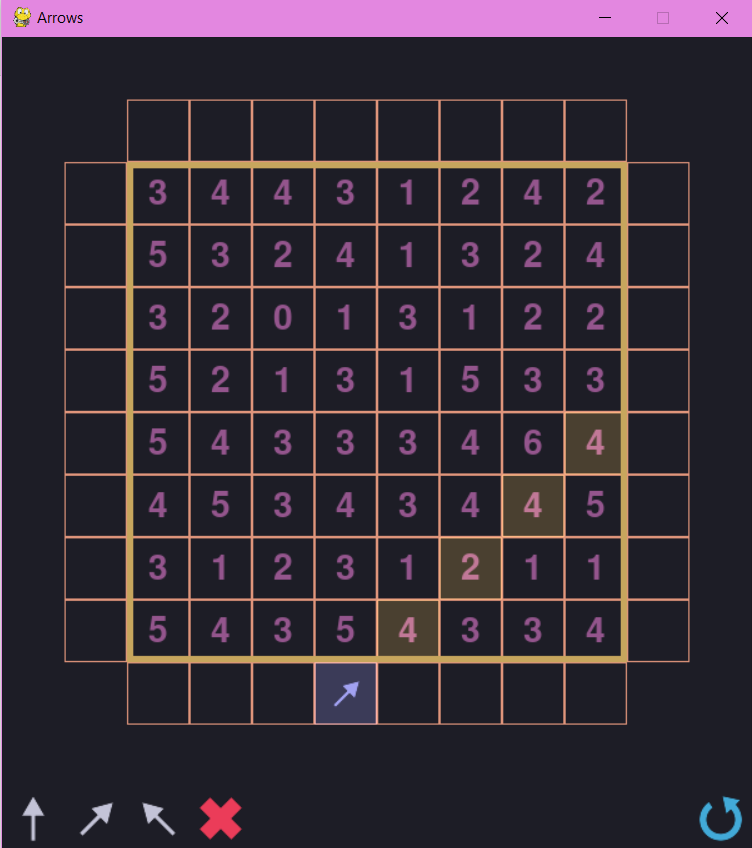 Arrows
3 4 4 3 1 2 4 2
5 3 2 4 1 3 2 4
3 2 0 1 3 1 2 2
5 2 1 3 1 5 3 3
5 4 3 3 3 4 6 4
4 5 3 4 3 4 4 5
3 1 2 3 1 2 1 1
5 4 3 5 4 3 3 4